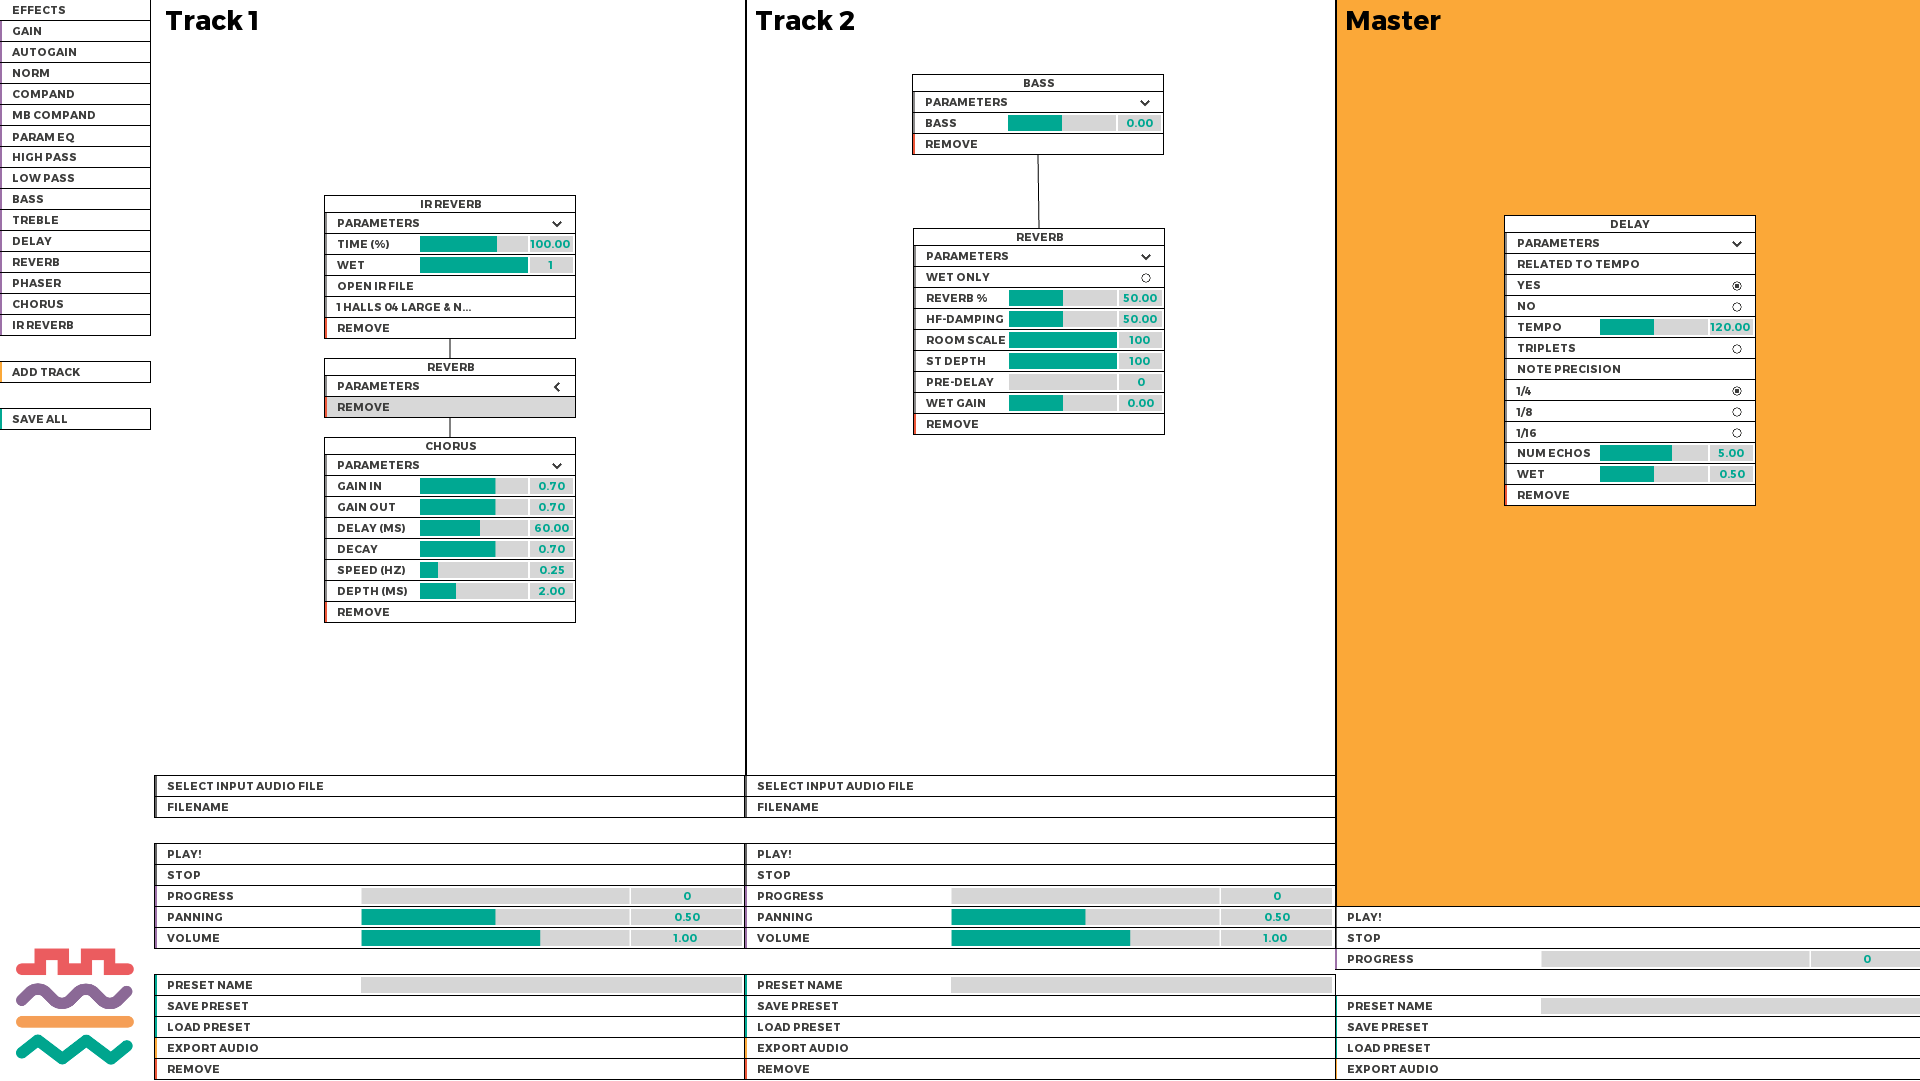 EFFECTS
GAIN
AUTOGAIN
NORM
COMPAND
MB COMPAND
PARAM EQ
HIGH PASS
LOW PASS
BASS
TREBLE
DELAY
REVERB
PHASER
CHORUS
IR REVERB
ADD TRACK
SAVE ALL
Track 1
IR REVERB
PARAMETERS
TIME (%) 100.00
WET 1
OPEN IR FILE
1 HALLS 04 LARGE & N...
REMOVE
REVERB
PARAMETERS
REMOVE
CHORUS
PARAMETERS
GAIN IN 0.70
GAIN OUT 0.70
DELAY (MS) 60.00
DECAY 0.70
SPEED (HZ) 0.25
DEPTH (MS) 2.00
REMOVE
SELECT INPUT AUDIO FILE
FILENAME
PLAY!
STOP
PROGRESS 0
PANNING 0.50
VOLUME 1.00
PRESET NAME
SAVE PRESET
LOAD PRESET
EXPORT AUDIO
REMOVE
Track 2
BASS
PARAMETERS
BASS 0.00
REMOVE
REVERB
PARAMETERS
WET ONLY
REVERB % 50.00
HF-DAMPING 50.00
ROOM SCALE 100
ST DEPTH 100
PRE-DELAY 0
WET GAIN 0.00
REMOVE
SELECT INPUT AUDIO FILE
FILENAME
PLAY!
STOP
PROGRESS 0
PANNING 0.50
VOLUME 1.00
PRESET NAME
SAVE PRESET
LOAD PRESET
EXPORT AUDIO
REMOVE
Master
DELAY
PARAMETERS
RELATED TO TEMPO
YES
NO
TEMPO 120.00
TRIPLETS
NOTE PRECISION
1/4
1/8
1/16
NUM ECHOS 5.00
WET 0.50
REMOVE
PLAY!
STOP
PROGRESS 0
PRESET NAME
SAVE PRESET
LOAD PRESET
EXPORT AUDIO